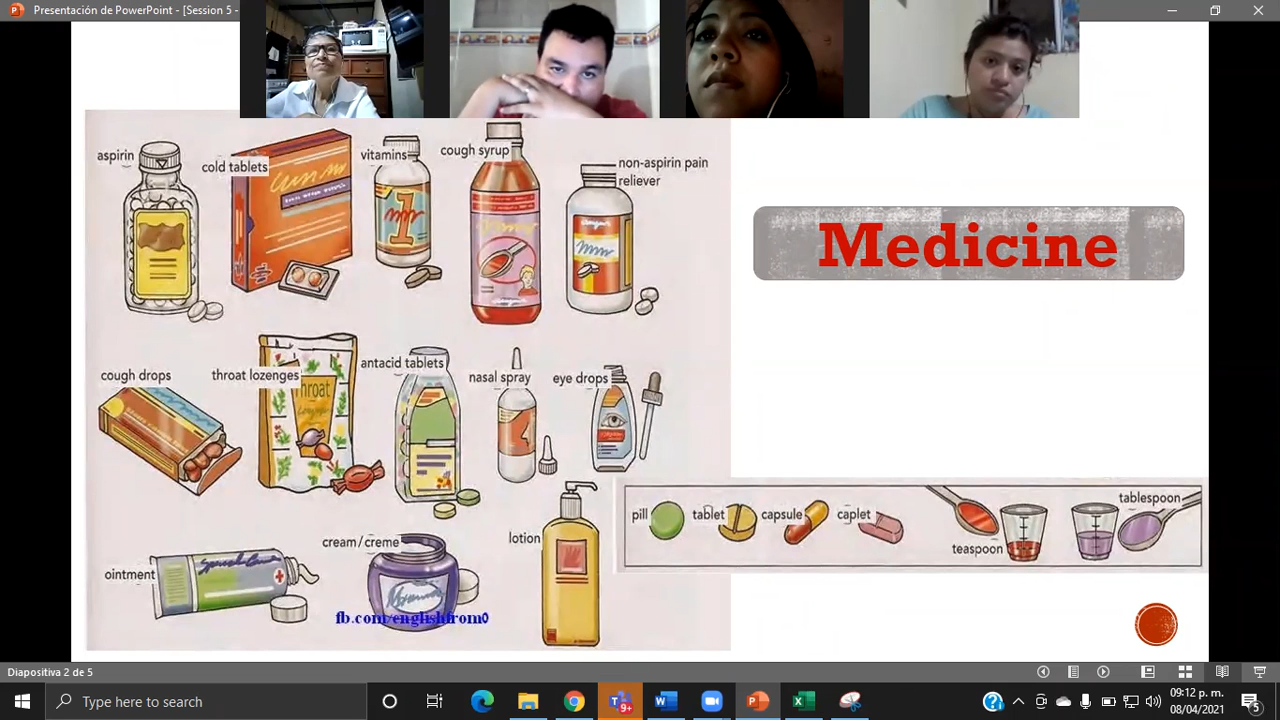 Presentación de PowerPoint - [Session 5 -
aspirin
cold tablets
vitamins
cough syrup
non-aspirin pain
reliever
Medicine
cough drops
throat lozenges
throat
antacid tablets
nasal spray
eye drops
pill
tablet
capsule
caplet
teaspoon
tablespoon
ointment
cream/creme
lotion
fb.com/englishfrom0
Diapositiva 2 de 5
Type here to search
9+
09:12 p. m.
08/04/2021
5